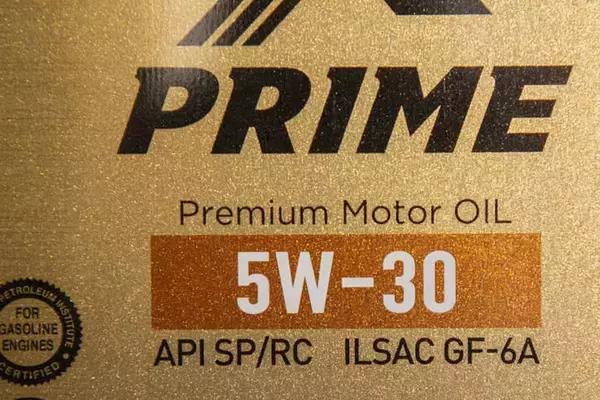 PRIME
Premium Motor OIL
5W-30
API SP/RC ILSAC GF-6A
PETROLEUM INSTITUTE
FOR
GASOLINE
ENGINES
CERTIFIED